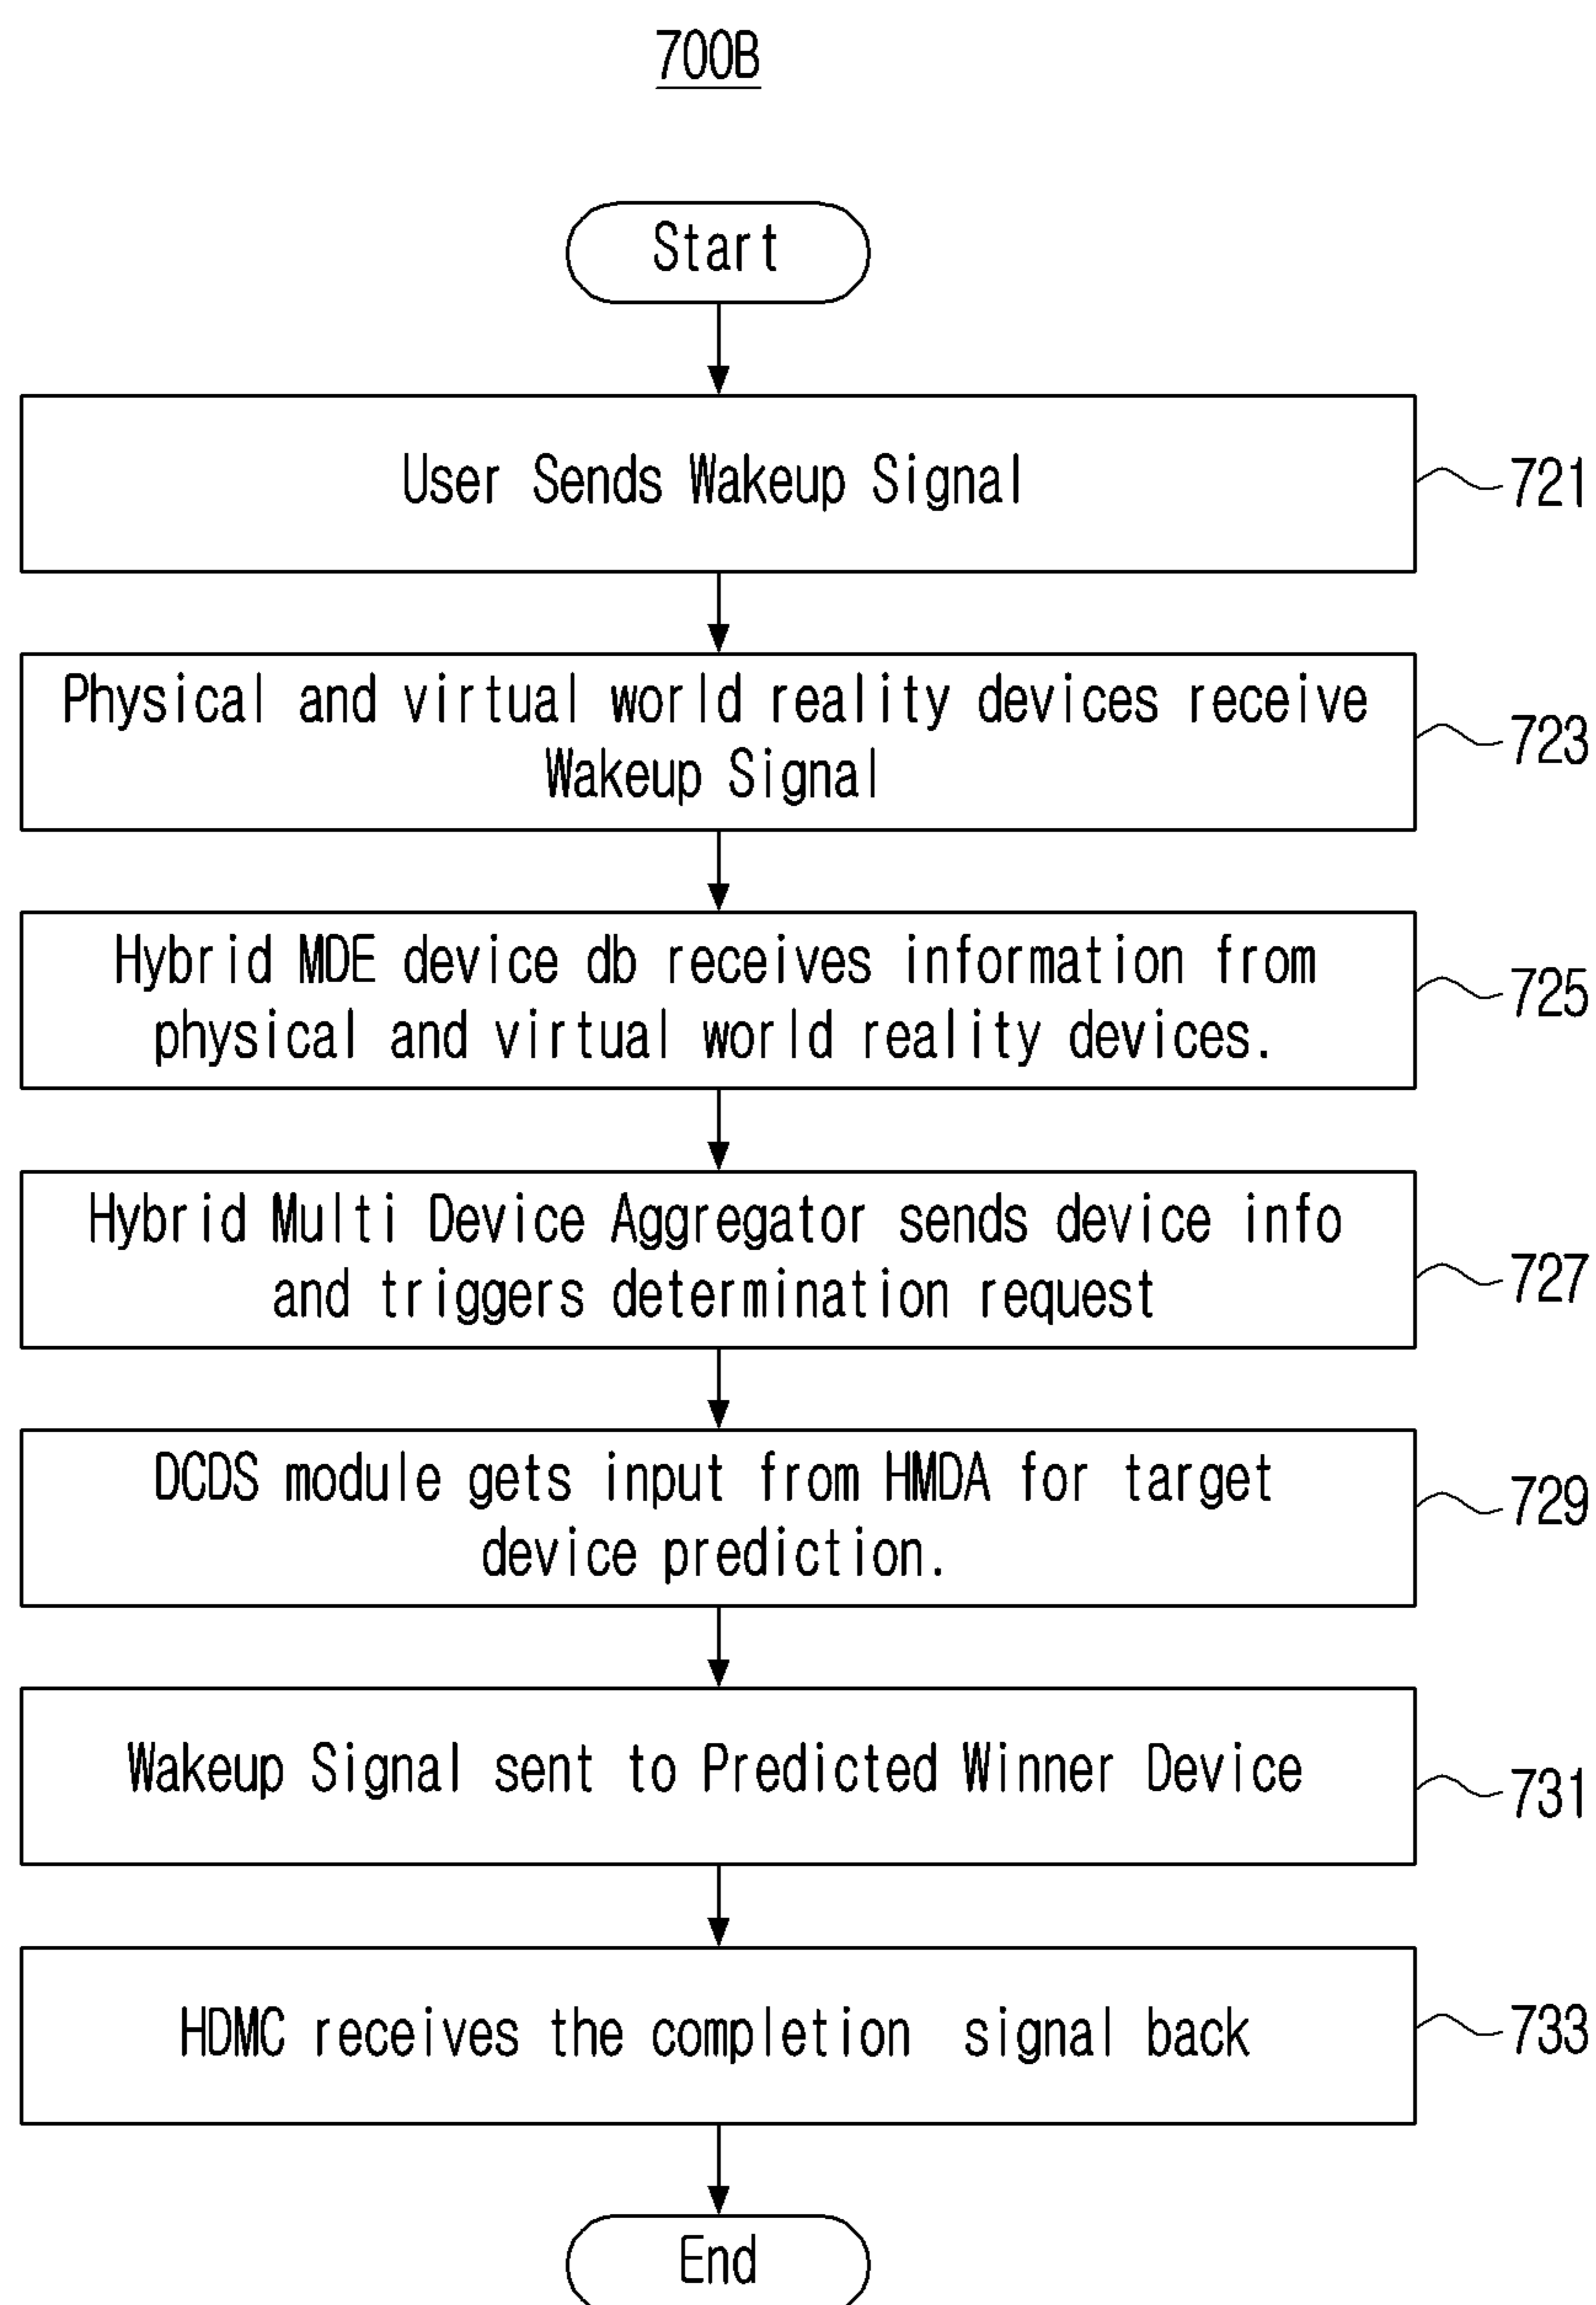 700B
Start
User Sends Wakeup Signal
721
Physical and virtual world reality devices receive
Wakeup Signal
723
Hybrid MDE device db receives information from
physical and virtual world reality devices.
725
Hybrid Multi Device Aggregator sends device info
and triggers determination request
727
DCDS module gets input from HMDA for target
device prediction.
729
Wakeup Signal sent to Predicted Winner Device
731
HDMC receives the completion signal back
733
End